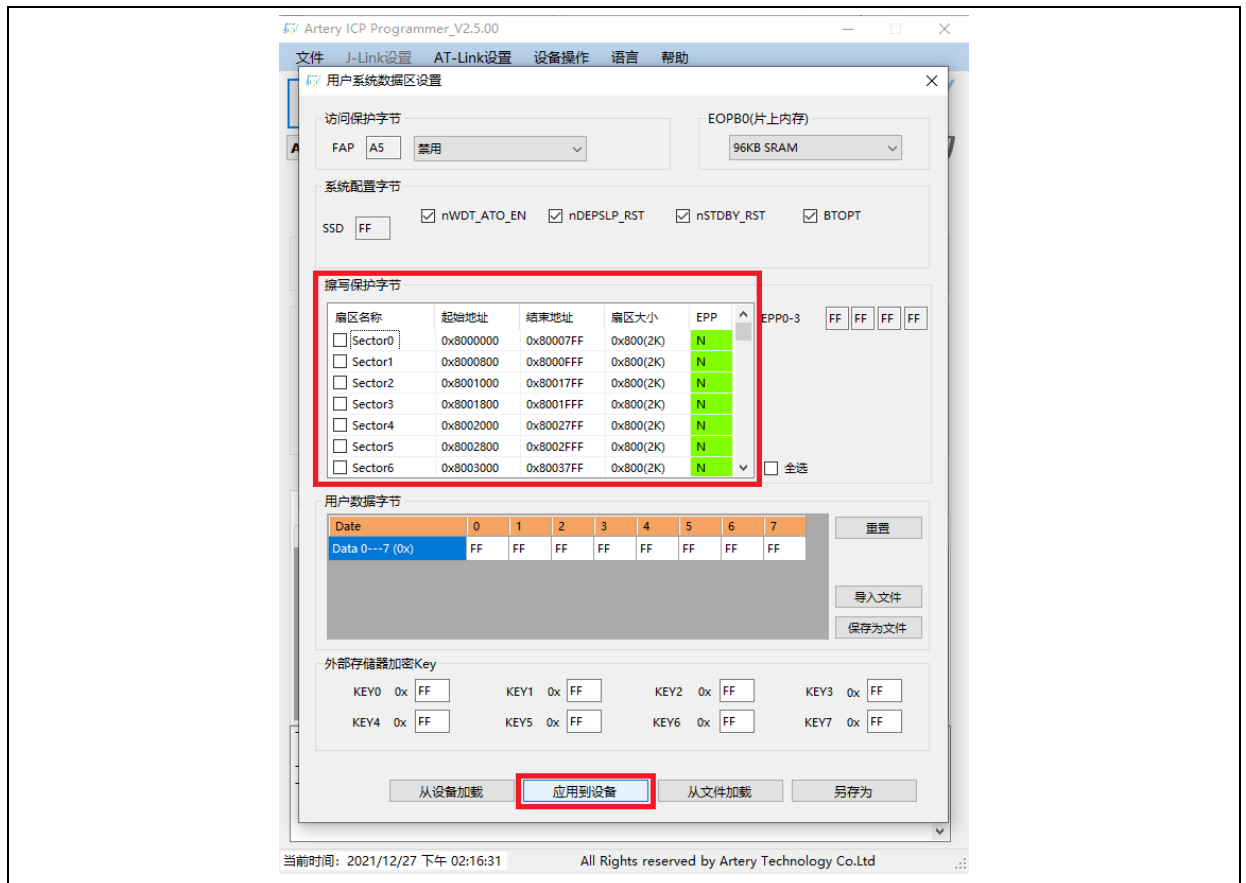 Artery ICP Programmer_V2.5.00
文件 J-Link设置 AT-Link设置 设备操作 语言 帮助
用户系统数据区设置
访问保护字节 EOPB0(片上内存)
FAP A5 禁用 96KB SRAM
系统配置字节
SSD FF nWDT_ATO_EN nDEPSLP_RST nSTDBY_RST BTOPT
擦写保护字节
扇区名称 起始地址 结束地址 扇区大小 EPP EPP0-3 FF FF FF FF
Sector0 0x8000000 0x80007FF 0x800(2K) N
Sector1 0x8000800 0x8000FFF 0x800(2K) N
Sector2 0x8001000 0x80017FF 0x800(2K) N
Sector3 0x8001800 0x8001FFF 0x800(2K) N
Sector4 0x8002000 0x80027FF 0x800(2K) N
Sector5 0x8002800 0x8002FFF 0x800(2K) N
Sector6 0x8003000 0x80037FF 0x800(2K) N 全选
用户数据字节
Date 0 1 2 3 4 5 6 7 重置
Data 0---7 (0x) FF FF FF FF FF FF FF FF
导入文件
保存为文件
外部存储器加密Key
KEY0 0x FF KEY1 0x FF KEY2 0x FF KEY3 0x FF
KEY4 0x FF KEY5 0x FF KEY6 0x FF KEY7 0x FF
从设备加载 应用到设备 从文件加载 另存为
当前时间: 2021/12/27 下午 02:16:31 All Rights reserved by Artery Technology Co.Ltd